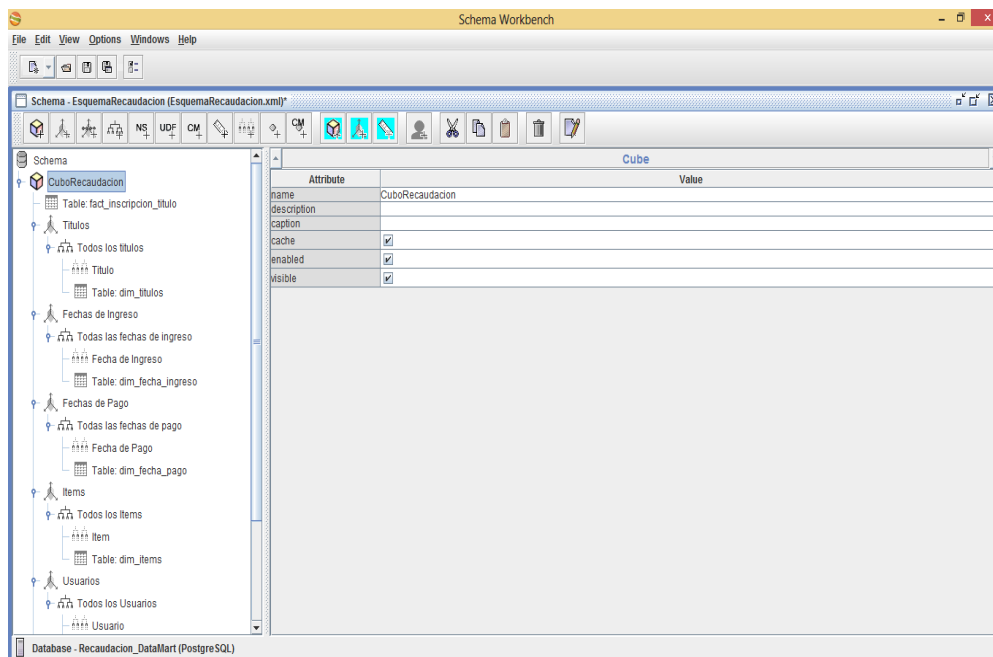 Schema Workbench
File Edit View Options Windows Help
Schema - EsquemaRecaudacion (EsquemaRecaudacion.xml)*
NS UDF CM CM
Schema
CuboRecaudacion
Table: fact_inscripcion_titulo
Titulos
Todos los titulos
Titulo
Table: dim_titulos
Fechas de Ingreso
Todas las fechas de ingreso
Fecha de Ingreso
Table: dim_fecha_ingreso
Fechas de Pago
Todas las fechas de pago
Fecha de Pago
Table: dim_fecha_pago
Items
Todos los Items
Item
Table: dim_items
Usuarios
Todos los Usuarios
Usuario
Cube
Attribute Value
name CuboRecaudacion
description
caption
cache
enabled
visible
Database - Recaudacion_DataMart (PostgreSQL)